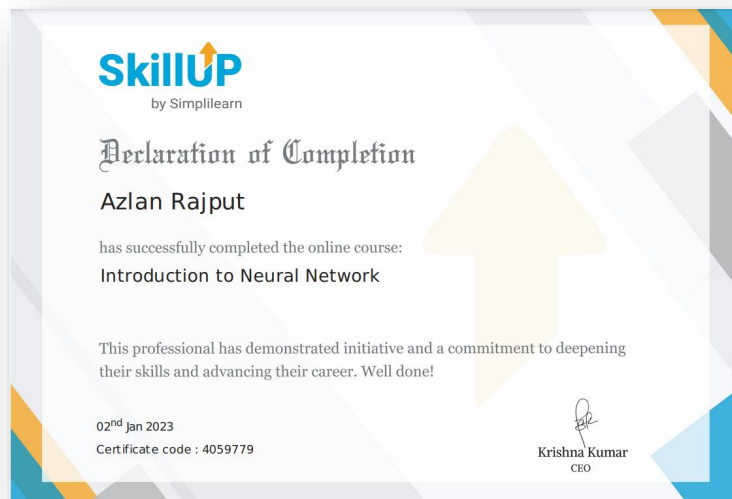 SkillUP
by Simplilearn
Declaration of Completion
Azlan Rajput
has successfully completed the online course:
Introduction to Neural Network
This professional has demonstrated initiative and a commitment to deepening
their skills and advancing their career. Well done!
02nd Jan 2023
Certificate code : 4059779
Krishna Kumar
CEO